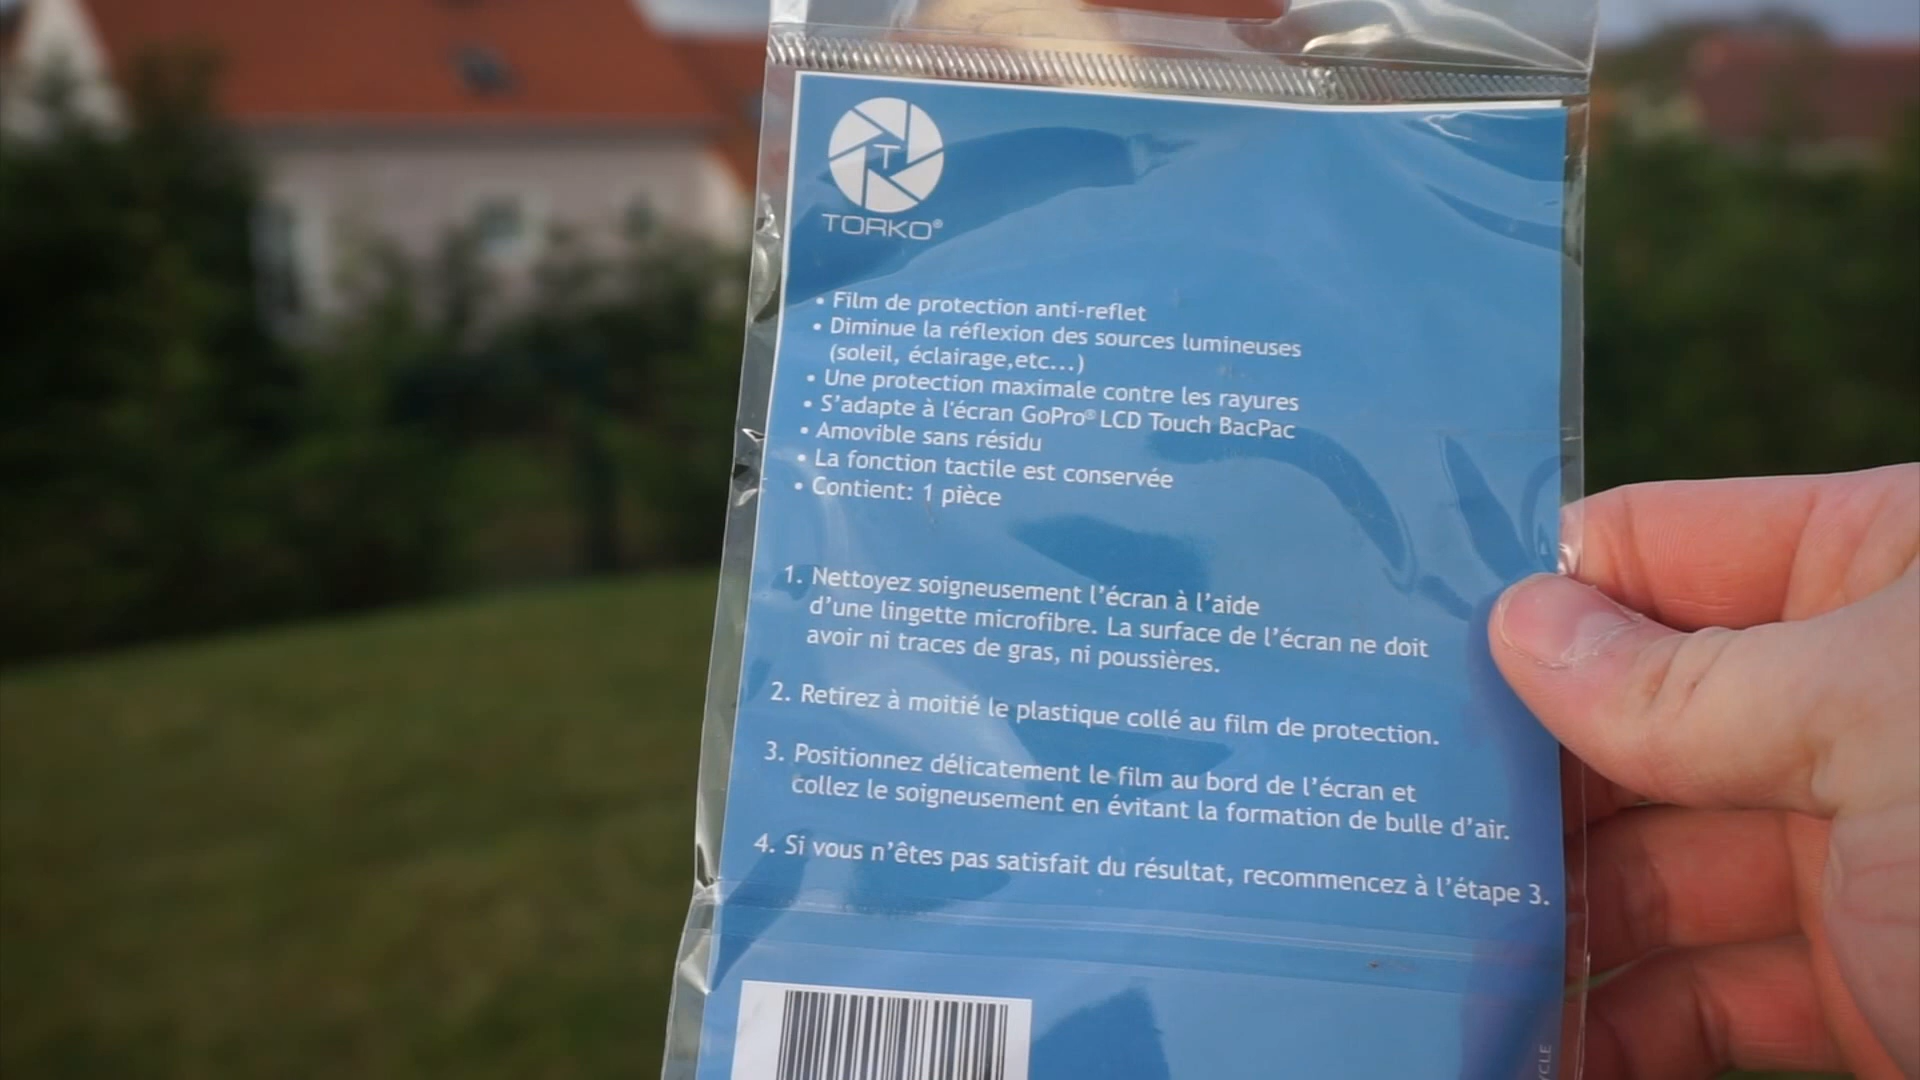 T
TORKO®
• Film de protection anti-reflet
• Diminue la réflexion des sources lumineuses
(soleil, éclairage,etc...)
• Une protection maximale contre les rayures
• S'adapte à l'écran GoPro® LCD Touch BacPac
• Amovible sans résidu
• La fonction tactile est conservée
• Contient: 1 pièce
1. Nettoyez soigneusement l'écran à l'aide
d'une lingette microfibre. La surface de l'écran ne doit
avoir ni traces de gras, ni poussières.
2. Retirez à moitié le plastique collé au film de protection.
3. Positionnez délicatement le film au bord de l'écran et
collez le soigneusement en évitant la formation de bulle d'air.
4. Si vous n'êtes pas satisfait du résultat, recommencez à l'étape 3.